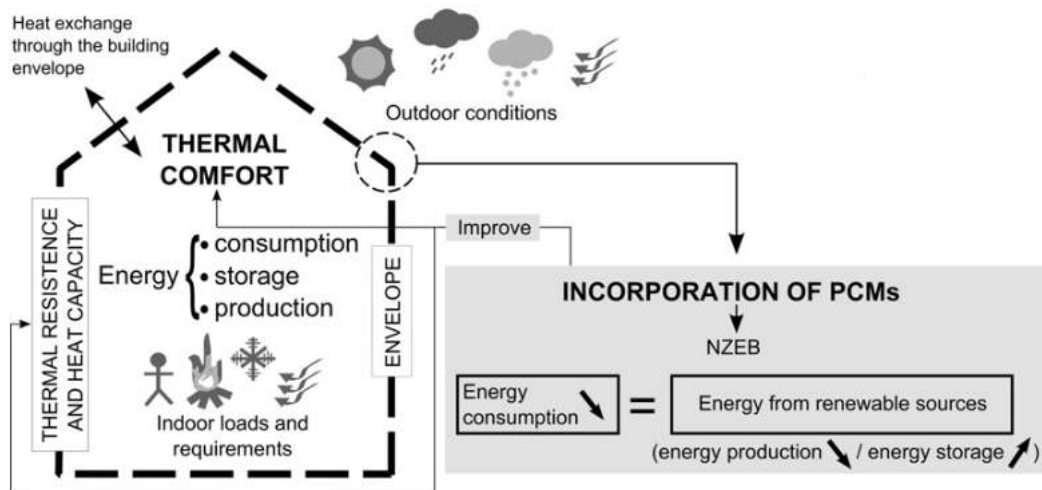 Heat exchange
through the building
envelope
Outdoor conditions
THERMAL
COMFORT
THERMAL RESISTENCE
AND HEAT CAPACITY
Energy
• consumption
• storage
• production
ENVELOPE
Indoor loads and
requirements
Improve
INCORPORATION OF PCMs
NZEB
Energy
consumption
=
Energy from renewable sources
(energy production / energy storage )